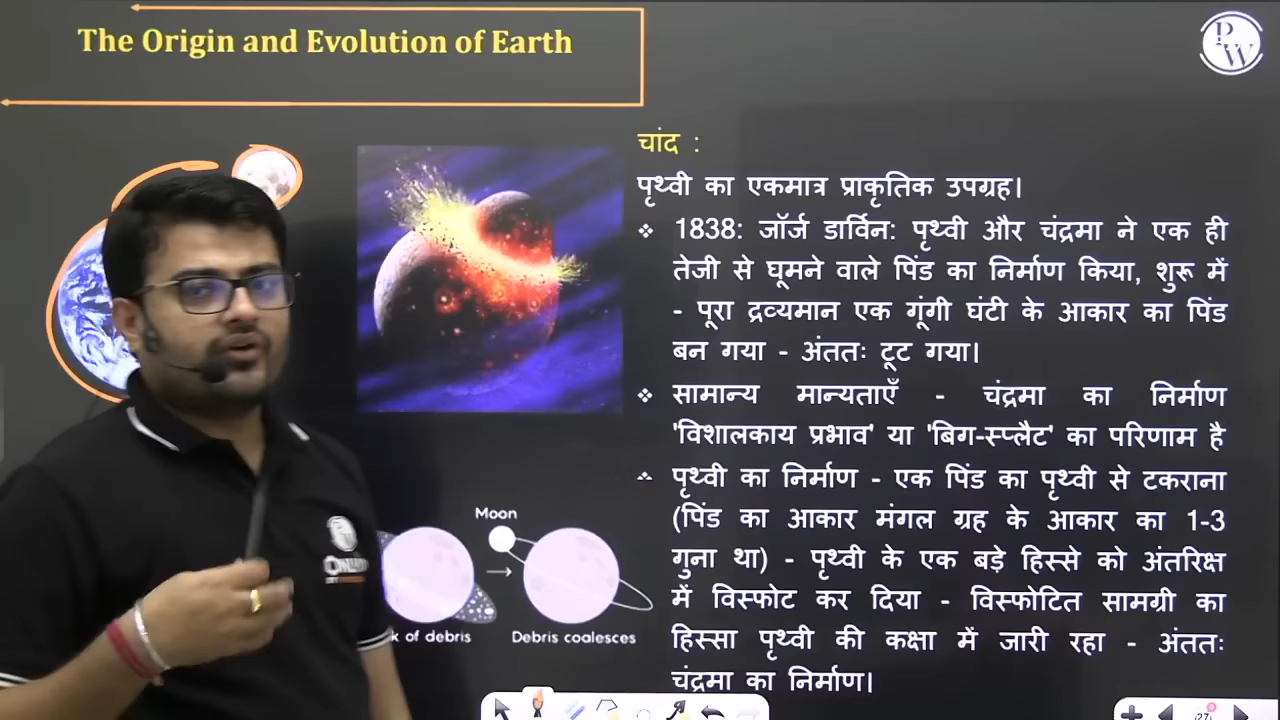 The Origin and Evolution of Earth
PW
चांद :
पृथ्वी का एकमात्र प्राकृतिक उपग्रह।
❖ 1838: जॉर्ज डार्विन: पृथ्वी और चंद्रमा ने एक ही
तेजी से घूमने वाले पिंड का निर्माण किया, शुरू में
- पूरा द्रव्यमान एक गूंगी घंटी के आकार का पिंड
बन गया - अंततः टूट गया।
❖ सामान्य मान्यताएँ - चंद्रमा का निर्माण
'विशालकाय प्रभाव' या 'बिग-स्प्लैट' का परिणाम है
❖ पृथ्वी का निर्माण - एक पिंड का पृथ्वी से टकराना
(पिंड का आकार मंगल ग्रह के आकार का 1-3
गुना था) - पृथ्वी के एक बड़े हिस्से को अंतरिक्ष
में विस्फोट कर दिया - विस्फोटित सामग्री का
हिस्सा पृथ्वी की कक्षा में जारी रहा - अंततः
चंद्रमा का निर्माण।
Moon
of debris
Debris coalesces